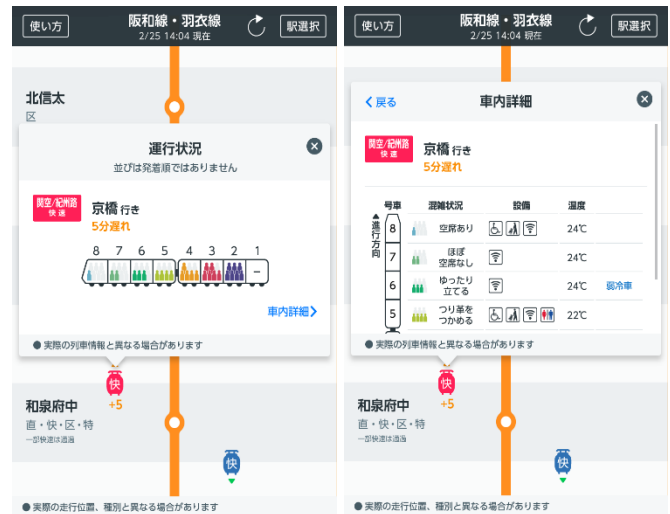 使い方
阪和線・羽衣線
2/25 14:04 現在
駅選択
北信太
区
運行状況
並びは発着順ではありません
関空/紀州路
快速
京橋 行き
5分遅れ
8 7 6 5 4 3 2 1
-
車内詳細
●実際の列車情報と異なる場合があります
快
+5
和泉府中
直・快・区・特
一部快速は通過
快
●実際の走行位置、種別と異なる場合があります
使い方
阪和線・羽衣線
2/25 14:04 現在
駅選択
戻る
車内詳細
関空/紀州路
快速
京橋 行き
5分遅れ
号車 混雑状況 設備 温度
▲進行方向
8 空席あり 24℃
7 ほぼ
空席なし 24℃
6 ゆったり
立てる 24℃ 弱冷車
5 つり革を
つかめる 22℃
●実際の列車情報と異なる場合があります
快
+5
和泉府中
直・快・区・特
一部快速は通過
快
●実際の走行位置、種別と異なる場合があります